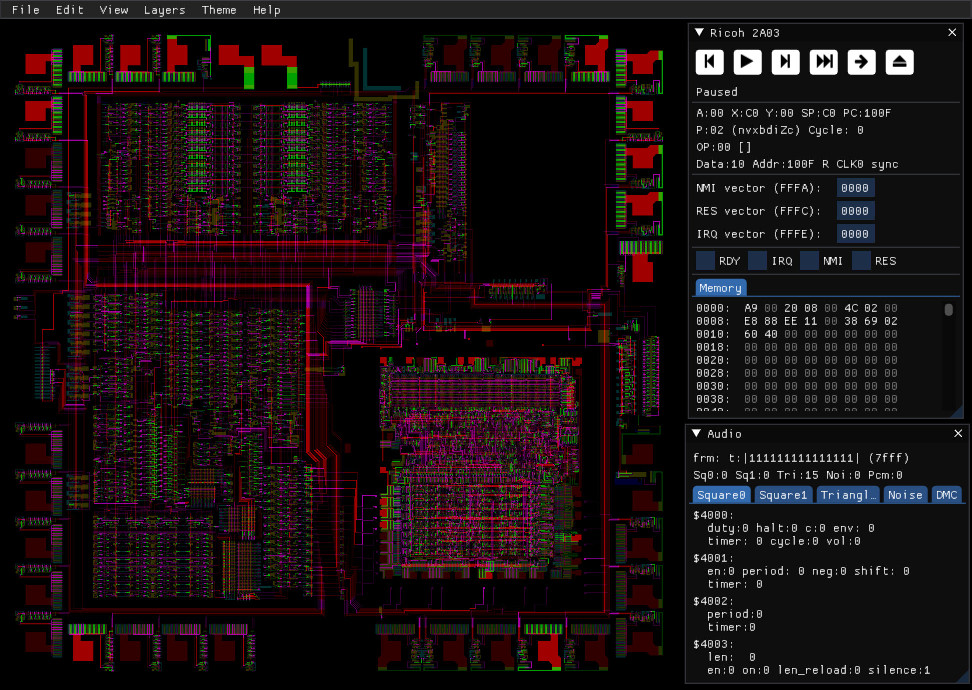 File Edit View Layers Theme Help
Ricoh 2A03
Paused
A:00 X:C0 Y:00 SP:C0 PC:100F
P:02 (nvxbdiZc) Cycle: 0
OP:00 []
Data:10 Addr:100F R CLK0 sync
NMI vector (FFFA): 0000
RES vector (FFFC): 0000
IRQ vector (FFFE): 0000
RDY IRQ NMI RES
Memory
0000: A9 00 20 08 00 4C 02 00
0008: E8 88 EE 11 00 38 69 02
0010: 60 40 00 00 00 00 00 00
0018: 00 00 00 00 00 00 00 00
0020: 00 00 00 00 00 00 00 00
0028: 00 00 00 00 00 00 00 00
0030: 00 00 00 00 00 00 00 00
0038: 00 00 00 00 00 00 00 00
Audio
frm: t:|111111111111111| (7fff)
Sq0:0 Sq1:0 Tri:15 Noi:0 Pcm:0
Square0 Square1 Triangl… Noise DMC
$4000:
duty:0 halt:0 c:0 env: 0
timer: 0 cycle:0 vol:0
$4001:
en:0 period: 0 neg:0 shift: 0
timer: 0
$4002:
period:0
timer:0
$4003:
len: 0
en:0 on:0 len_reload:0 silence:1